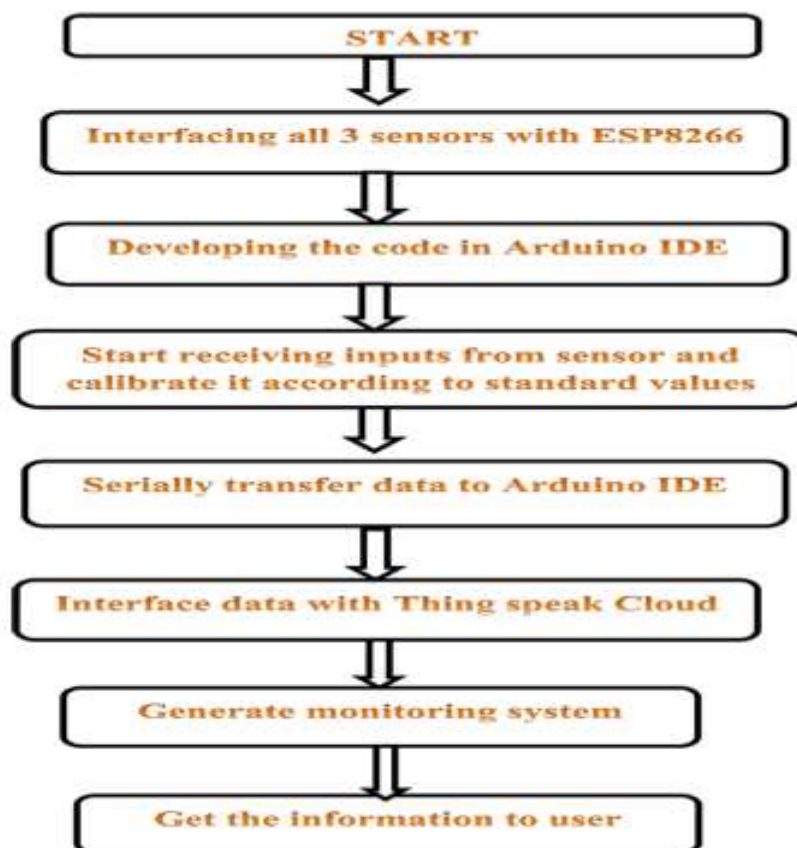 START
Interfacing all 3 sensors with ESP8266
Developing the code in Arduino IDE
Start receiving inputs from sensor and
calibrate it according to standard values
Serially transfer data to Arduino IDE
Interface data with Thing speak Cloud
Generate monitoring system
Get the information to user